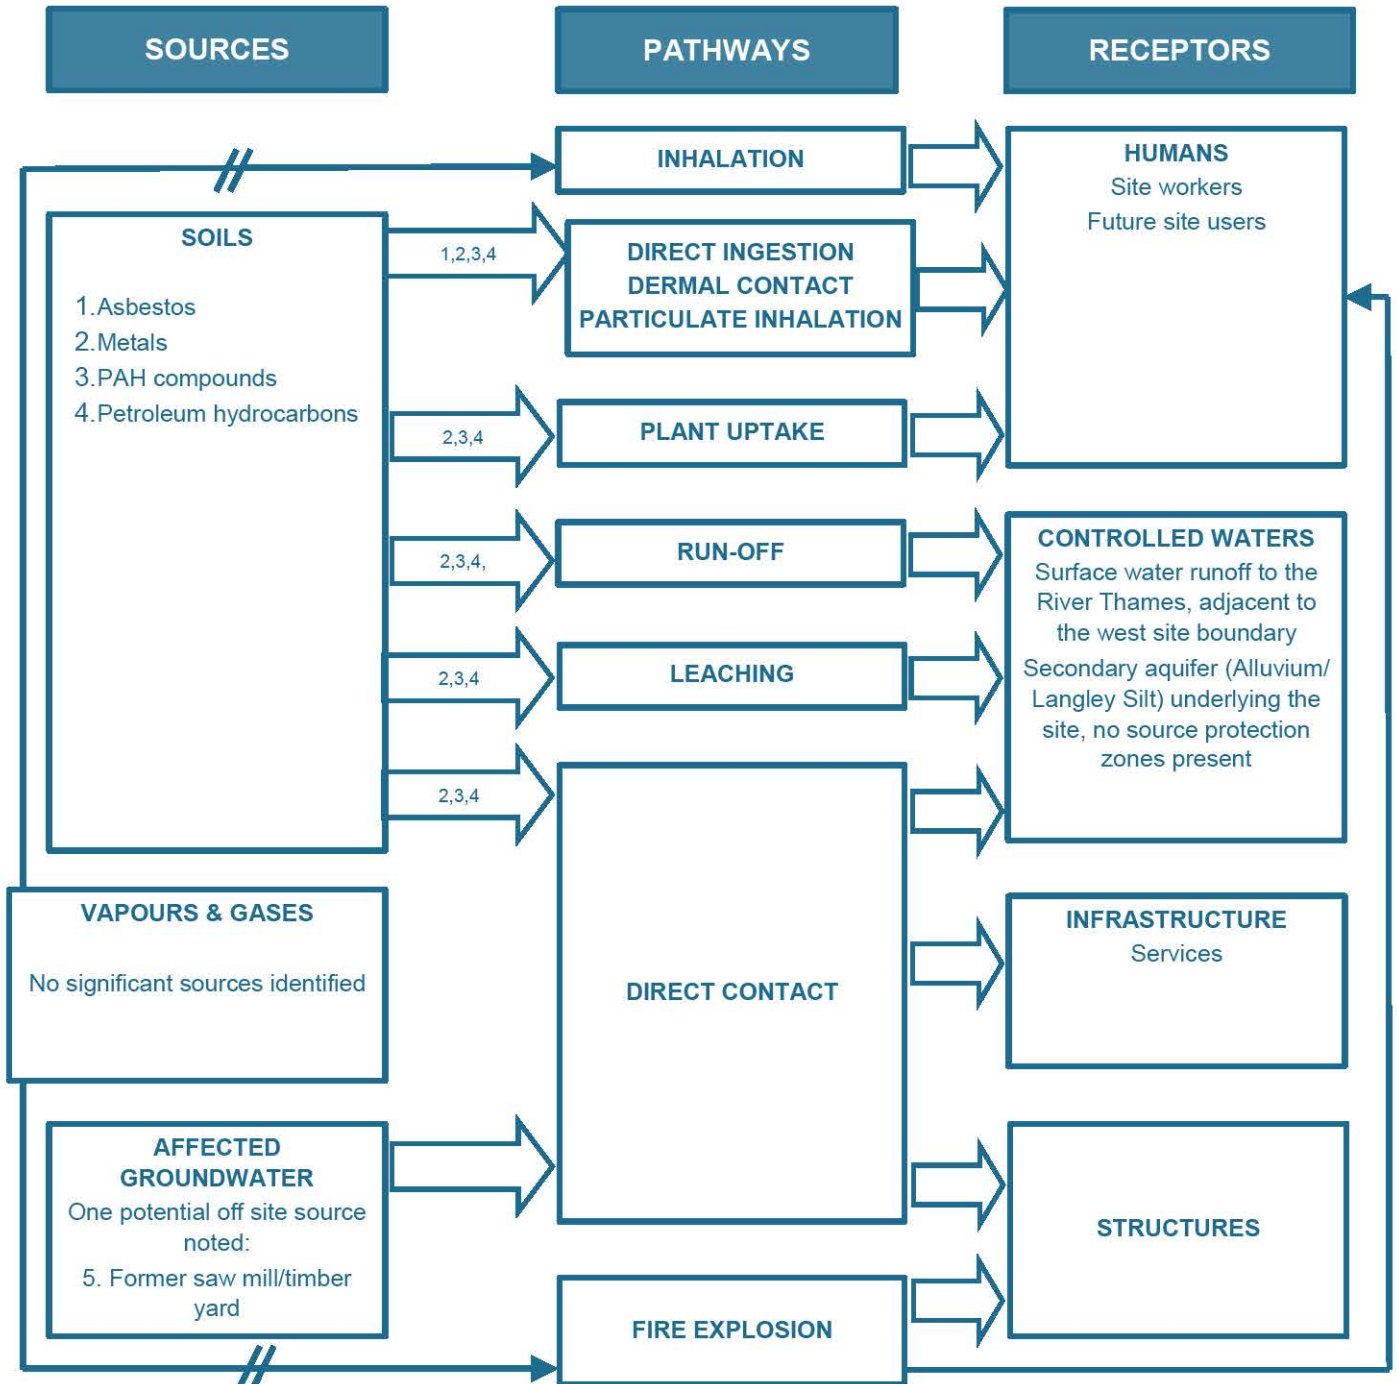 SOURCES
PATHWAYS
RECEPTORS
INHALATION
HUMANS
Site workers
Future site users
SOILS
1.Asbestos
2.Metals
3.PAH compounds
4.Petroleum hydrocarbons
1,2,3,4
DIRECT INGESTION
DERMAL CONTACT
PARTICULATE INHALATION
2,3,4
PLANT UPTAKE
2,3,4,
RUN-OFF
CONTROLLED WATERS
Surface water runoff to the
River Thames, adjacent to
the west site boundary
Secondary aquifer (Alluvium/
Langley Silt) underlying the
site, no source protection
zones present
2,3,4
LEACHING
2,3,4
DIRECT CONTACT
VAPOURS & GASES
No significant sources identified
INFRASTRUCTURE
Services
AFFECTED
GROUNDWATER
One potential off site source
noted:
5. Former saw mill/timber
yard
STRUCTURES
FIRE EXPLOSION